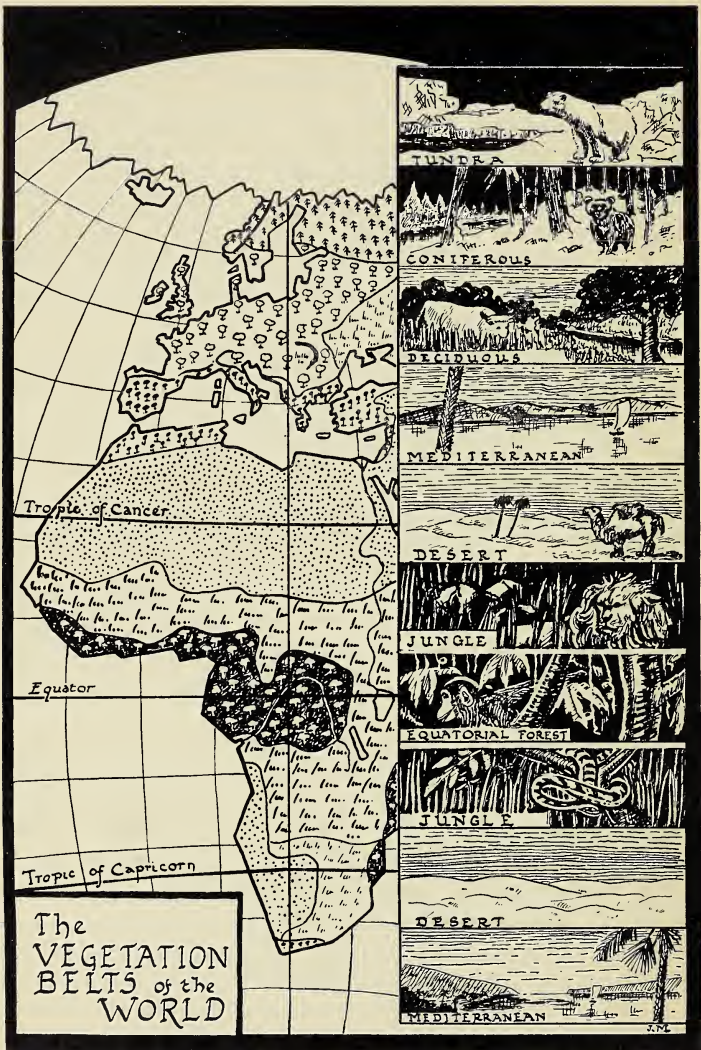 TUNDRA
CONIFEROUS
DECIDUOUS
MEDITERRANEAN
Tropic of Cancer
DESERT
JUNGLE
Equator
EQUATORIAL FOREST
JUNGLE
Tropic of Capricorn
DESERT
The
VEGETATION
BELTS of the
WORLD
MEDITERRANEAN
J.M.